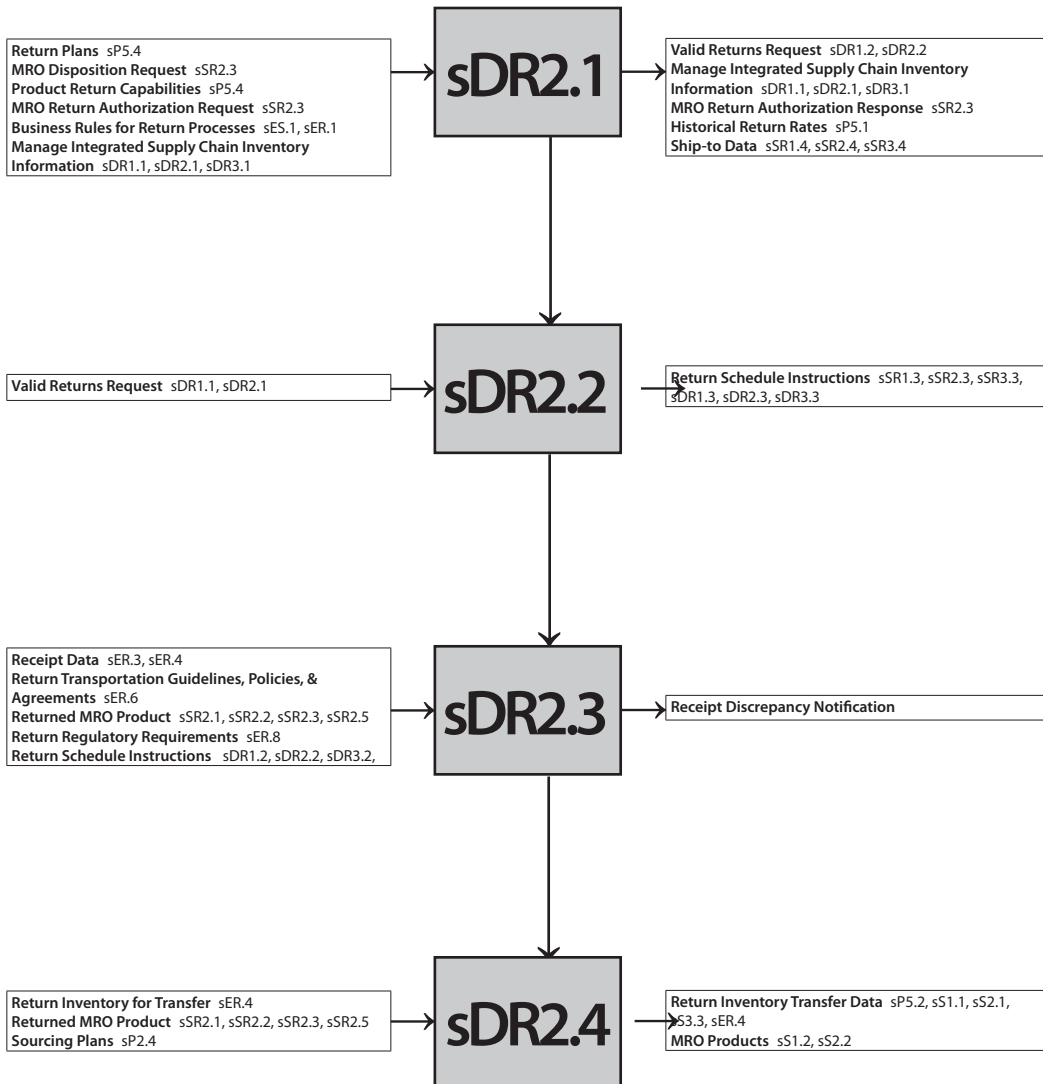 Return Plans sP5.4
MRO Disposition Request sSR2.3
Product Return Capabilities sP5.4
MRO Return Authorization Request sSR2.3
Business Rules for Return Processes sES.1, sER.1
Manage Integrated Supply Chain Inventory
Information sDR1.1, sDR2.1, sDR3.1
sDR2.1
Valid Returns Request sDR1.2, sDR2.2
Manage Integrated Supply Chain Inventory
Information sDR1.1, sDR2.1, sDR3.1
MRO Return Authorization Response sSR2.3
Historical Return Rates sP5.1
Ship-to Data sSR1.4, sSR2.4, sSR3.4
Valid Returns Request sDR1.1, sDR2.1
sDR2.2
Return Schedule Instructions sSR1.3, sSR2.3, sSR3.3,
sDR1.3, sDR2.3, sDR3.3
Receipt Data sER.3, sER.4
Return Transportation Guidelines, Policies, &
Agreements sER.6
Returned MRO Product sSR2.1, sSR2.2, sSR2.3, sSR2.5
Return Regulatory Requirements sER.8
Return Schedule Instructions sDR1.2, sDR2.2, sDR3.2,
sDR2.3
Receipt Discrepancy Notification
Return Inventory for Transfer sER.4
Returned MRO Product sSR2.1, sSR2.2, sSR2.3, sSR2.5
Sourcing Plans sP2.4
sDR2.4
Return Inventory Transfer Data sP5.2, sS1.1, sS2.1,
sS3.3, sER.4
MRO Products sS1.2, sS2.2